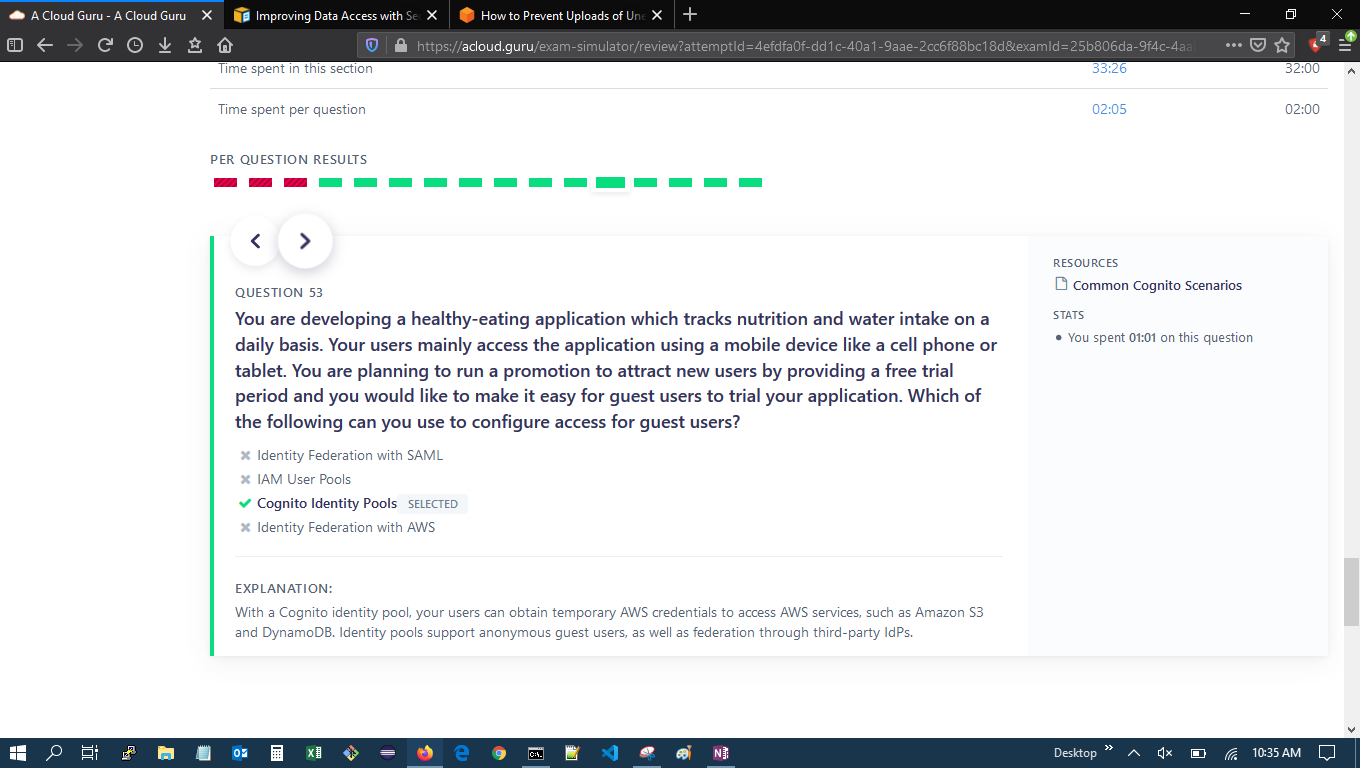 A Cloud Guru - A Cloud Guru
Improving Data Access with Se
How to Prevent Uploads of Une
https://acloud.guru/exam-simulator/review?attemptId=4efdfa0f-dd1c-40a1-9aae-2cc6f88bc18d&examId=25b806da-9f4c-4aa
4
Time spent in this section 33:26 32:00
Time spent per question 02:05 02:00
PER QUESTION RESULTS
QUESTION 53
You are developing a healthy-eating application which tracks nutrition and water intake on a
daily basis. Your users mainly access the application using a mobile device like a cell phone or
tablet. You are planning to run a promotion to attract new users by providing a free trial
period and you would like to make it easy for guest users to trial your application. Which of
the following can you use to configure access for guest users?
Identity Federation with SAML
IAM User Pools
Cognito Identity Pools SELECTED
Identity Federation with AWS
EXPLANATION:
With a Cognito identity pool, your users can obtain temporary AWS credentials to access AWS services, such as Amazon S3
and DynamoDB. Identity pools support anonymous guest users, as well as federation through third-party IdPs.
RESOURCES
Common Cognito Scenarios
STATS
You spent 01:01 on this question
Desktop
10:35 AM